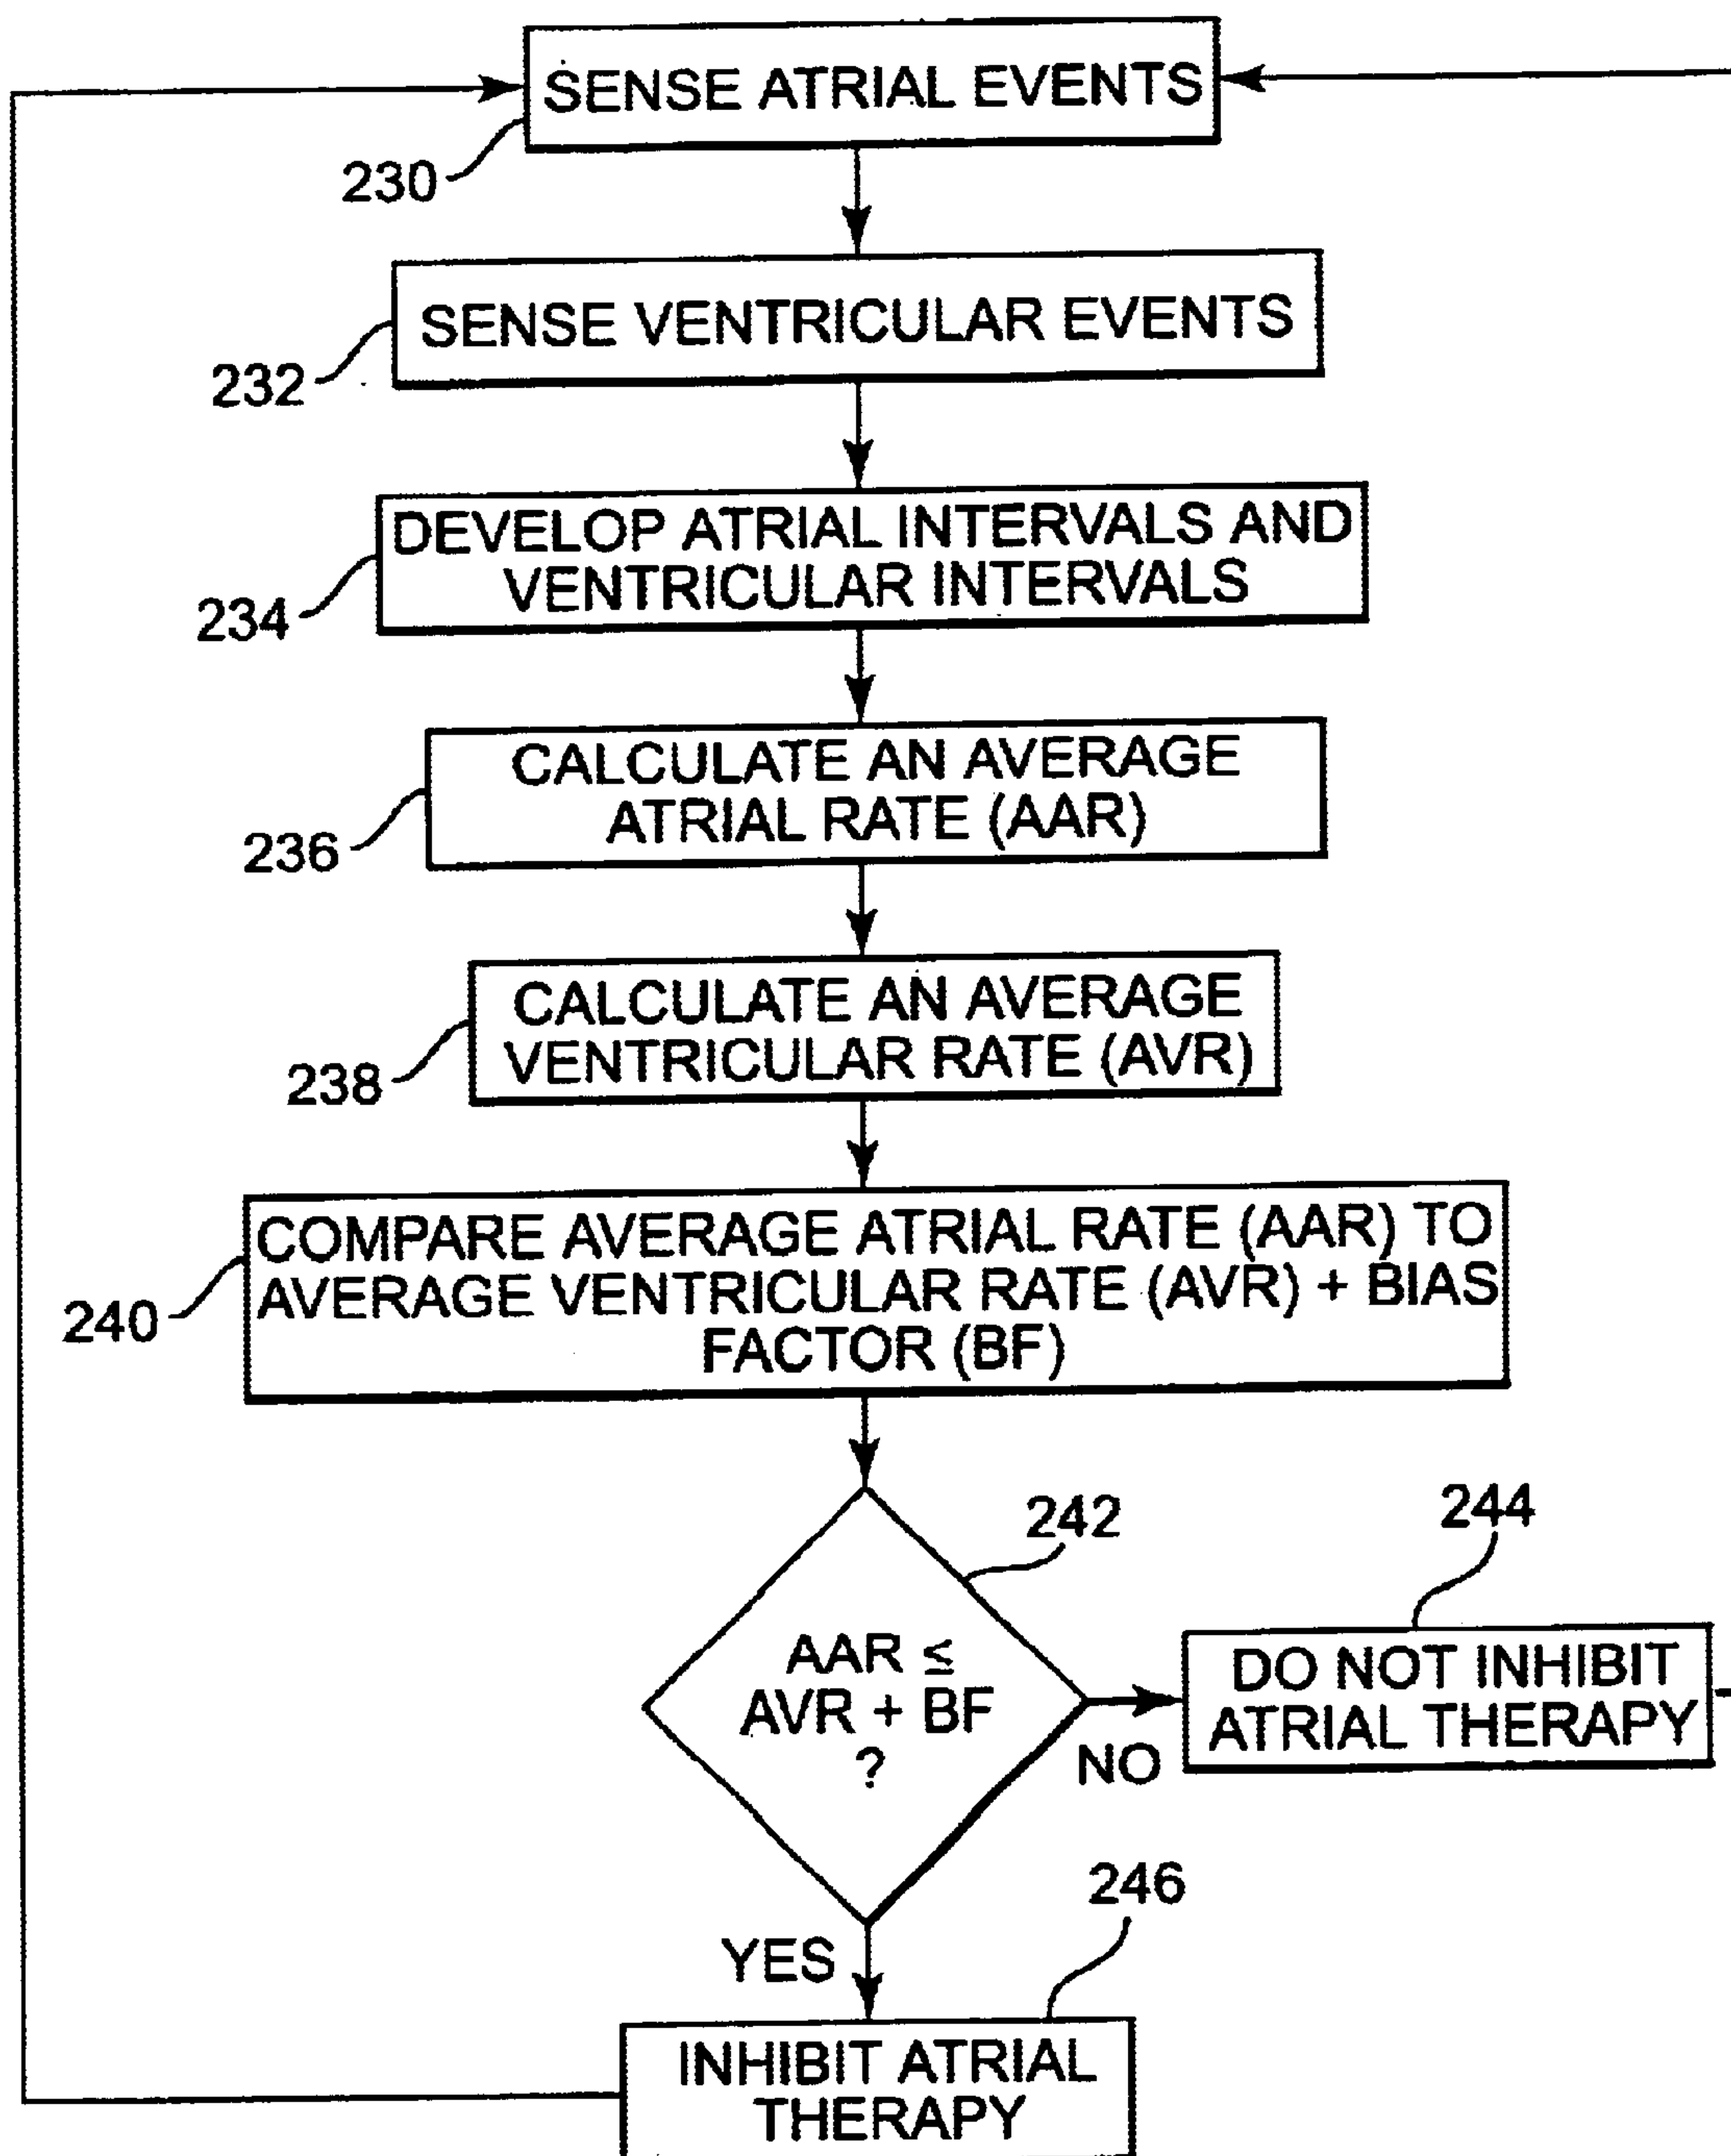 SENSE ATRIAL EVENTS
230
SENSE VENTRICULAR EVENTS
232
DEVELOP ATRIAL INTERVALS AND
VENTRICULAR INTERVALS
234
CALCULATE AN AVERAGE
ATRIAL RATE (AAR)
236
CALCULATE AN AVERAGE
VENTRICULAR RATE (AVR)
238
COMPARE AVERAGE ATRIAL RATE (AAR) TO
AVERAGE VENTRICULAR RATE (AVR) + BIAS
FACTOR (BF)
240
242
AAR ≤
AVR + BF
?
NO
244
DO NOT INHIBIT
ATRIAL THERAPY
YES
246
INHIBIT ATRIAL
THERAPY